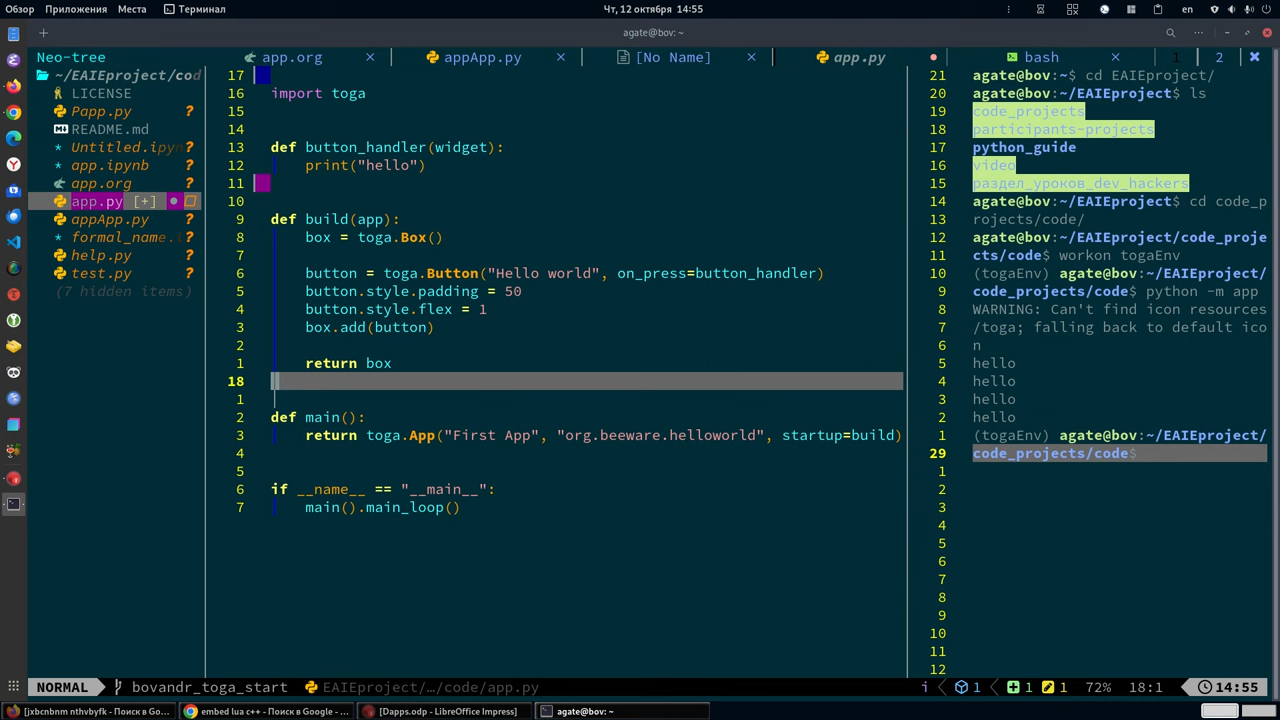 Обзор Приложения Места Терминал Чт, 12 октября 14:55 en
agate@bov: ~
Neo-tree
~/EAIEproject/cod
LICENSE
Papp.py ?
README.md
Untitled.ipyn ?
app.ipynb ?
app.org ?
app.py [+]
appApp.py ?
formal_name. ?
help.py ?
test.py ?
(7 hidden items)
app.org appApp.py [No Name] app.py
17
16 import toga
15
14
13 def button_handler(widget):
12 print("hello")
11
10
9 def build(app):
8 box = toga.Box()
7
6 button = toga.Button("Hello world", on_press=button_handler)
5 button.style.padding = 50
4 button.style.flex = 1
3 box.add(button)
2
1 return box
18
1
2 def main():
3 return toga.App("First App", "org.beeware.helloworld", startup=build)
4
5
6 if __name__ == "__main__":
7 main().main_loop()
bash 1 2
21 agate@bov:~$ cd EAIEproject/
20 agate@bov:~/EAIEproject$ ls
19 code_projects
18 participants-projects
17 python_guide
16 video
15 раздел_уроков_dev_hackers
14 agate@bov:~/EAIEproject$ cd code_p
13 rojects/code/
12 agate@bov:~/EAIEproject/code_proje
11 cts/code$ workon togaEnv
10 (togaEnv) agate@bov:~/EAIEproject/
9 code_projects/code$ python -m app
8 WARNING: Can't find icon resources
7 /toga; falling back to default ico
6 n
5 hello
4 hello
3 hello
2 hello
1 (togaEnv) agate@bov:~/EAIEproject/
29 code_projects/code$
1
2
3
4
5
6
7
8
9
10
11
12
NORMAL bovandr_toga_start EAIEproject/…/code/app.py i 1 1 1 72% 18:1 14:55
[jxbcnbnm nthvbyfk - Поиск в Go… embed lua c++ - Поиск в Google - … [Dapps.odp - LibreOffice Impress] agate@bov: ~